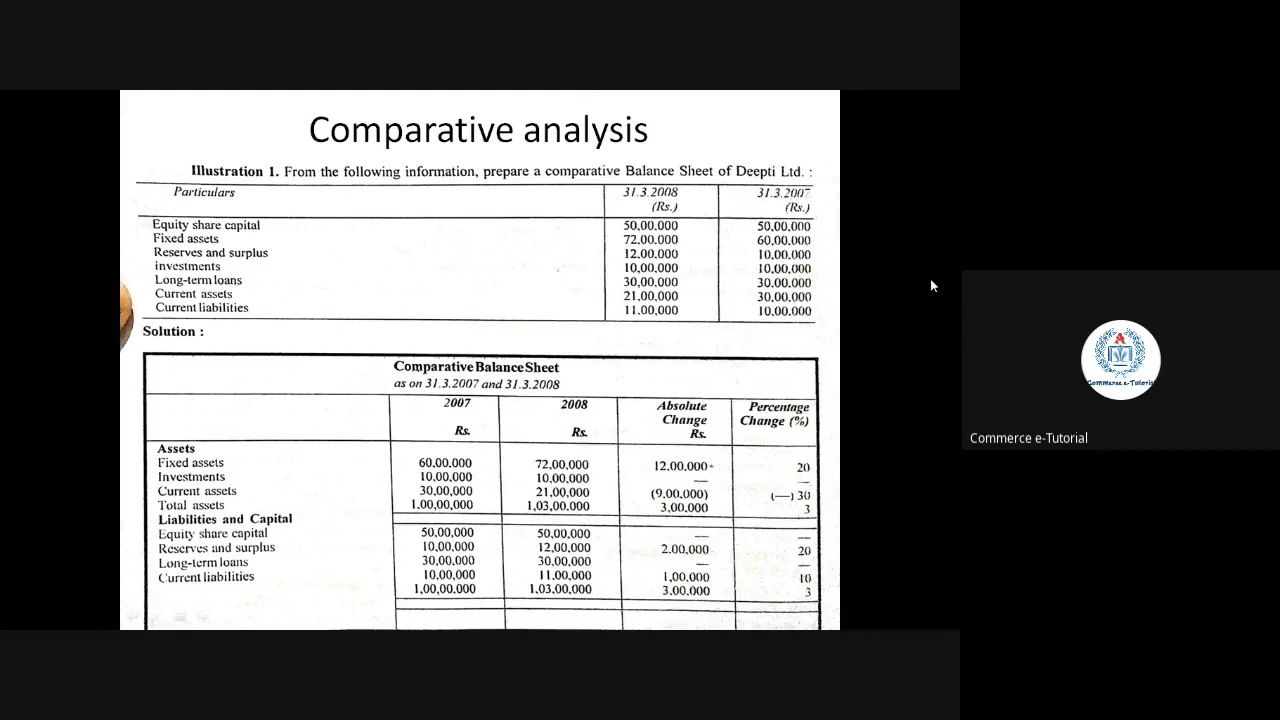 Comparative analysis
Illustration 1. From the following information, prepare a comparative Balance Sheet of Deepti Ltd. :
Particulars 31.3.2008 31.3.2007
(Rs.) (Rs.)
Equity share capital 50,00,000 50,00,000
Fixed assets 72,00,000 60,00,000
Reserves and surplus 12,00,000 10,00,000
investments 10,00,000 10,00,000
Long-term loans 30,00,000 30,00,000
Current assets 21,00,000 30,00,000
Current liabilities 11,00,000 10,00,000
Solution :
Comparative Balance Sheet
as on 31.3.2007 and 31.3.2008
2007 2008 Absolute Percentage
Change Change (%)
Rs. Rs. Rs.
Assets
Fixed assets 60,00,000 72,00,000 12,00,000 20
Investments 10,00,000 10,00,000 — —
Current assets 30,00,000 21,00,000 (9,00,000) (—) 30
Total assets 1,00,00,000 1,03,00,000 3,00,000 3
Liabilities and Capital
Equity share capital 50,00,000 50,00,000 — —
Reserves and surplus 10,00,000 12,00,000 2,00,000 20
Long-term loans 30,00,000 30,00,000 — —
Current liabilities 10,00,000 11,00,000 1,00,000 10
1,00,00,000 1,03,00,000 3,00,000 3
Commerce e-Tutorial
Commerce e-Tutorial